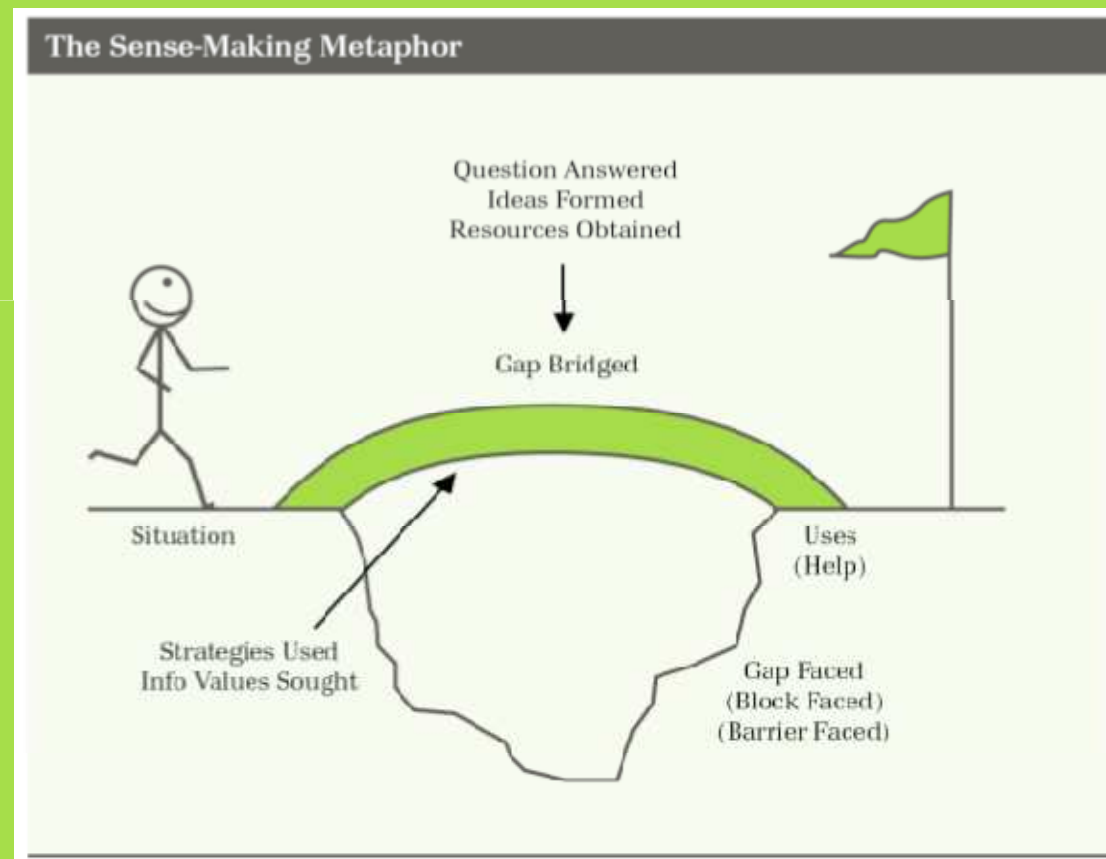 The Sense-Making Metaphor
Question Answered
Ideas Formed
Resources Obtained
Gap Bridged
Situation
Uses
(Help)
Strategies Used
Info Values Sought
Gap Faced
(Block Faced)
(Barrier Faced)